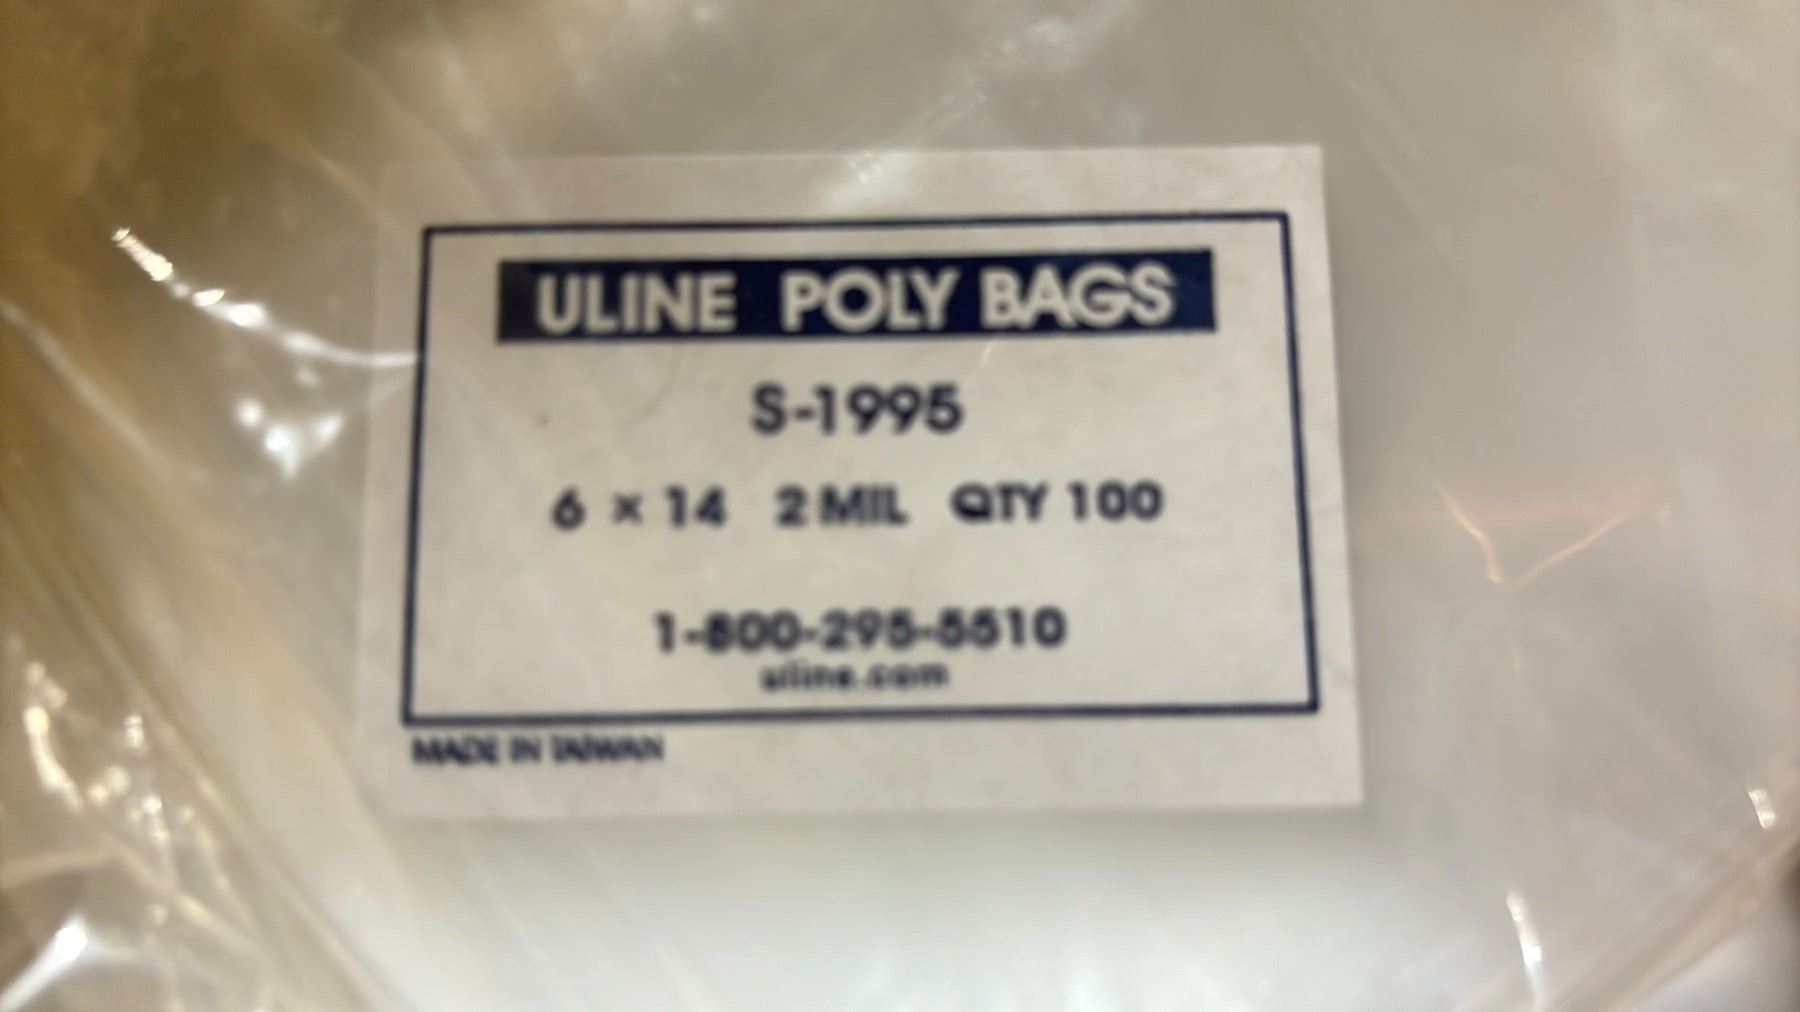 ULINE POLY BAGS
S-1995
6 × 14 2 MIL QTY 100
1-800-295-5510
uline.com
MADE IN TAIWAN